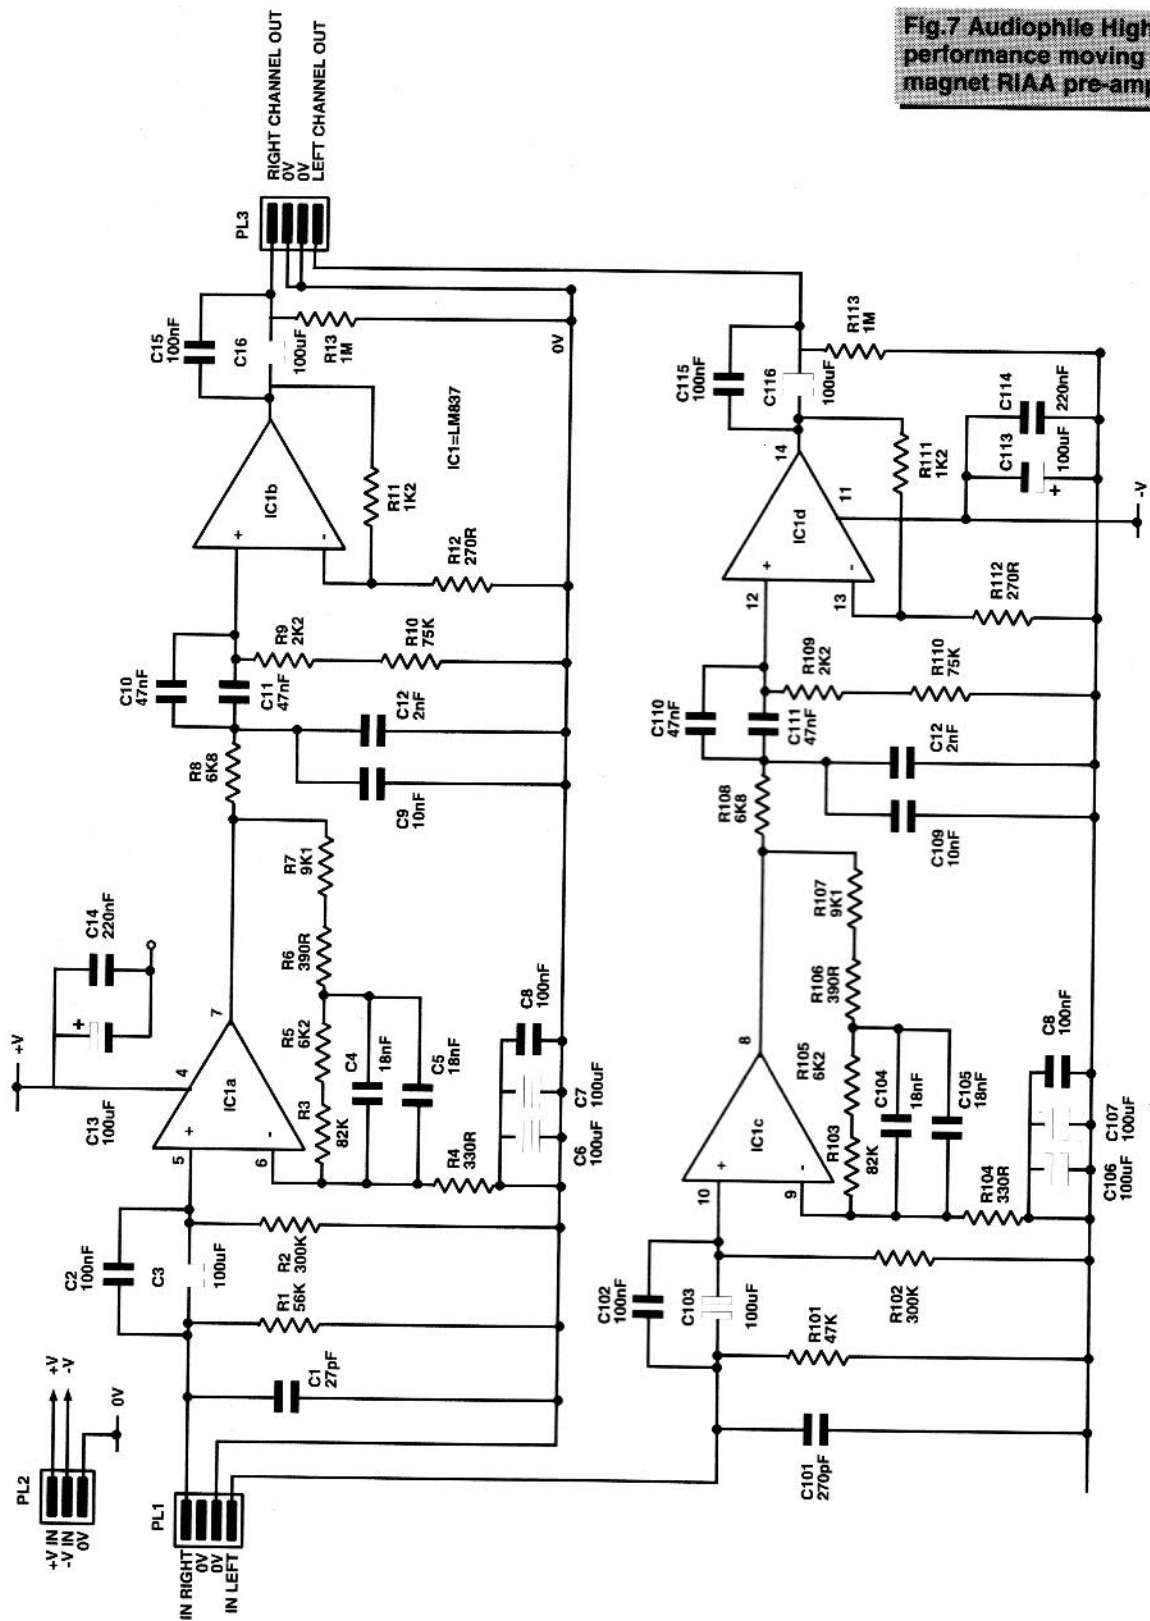 Fig.7 Audiophile High
performance moving
magnet RIAA pre-amp
PL2
+V IN
-V IN
0V
+V
-V
0V
PL1
IN RIGHT
0V
0V
IN LEFT
C1
27pF
C2
100nF
C3
100uF
R1
56K
R2
300K
+V
C13
100uF
+
C14
220nF
4
5
6
7
+
-
IC1a
R3
82K
R5
6K2
R6
390R
R7
9K1
C4
18nF
C5
18nF
R4
330R
C6
100uF
C7
100uF
C8
100nF
R8
6K8
C9
10nF
C12
2nF
C10
47nF
C11
47nF
R9
2K2
R10
75K
+
-
IC1b
R11
1K2
R12
270R
IC1=LM837
C15
100nF
C16
100uF
R13
1M
0V
PL3
RIGHT CHANNEL OUT
0V
0V
LEFT CHANNEL OUT
C101
270pF
C102
100nF
C103
100uF
R101
47K
R102
300K
10
9
8
+
-
IC1c
R103
82K
R105
6K2
R106
390R
R107
9K1
C104
18nF
C105
18nF
R104
330R
C106
100uF
C107
100uF
C8
100nF
R108
6K8
C109
10nF
C12
2nF
C110
47nF
C111
47nF
R109
2K2
R110
75K
12
13
14
11
+
-
IC1d
R111
1K2
R112
270R
C115
100nF
C116
100uF
R113
1M
C113
100uF
+
C114
220nF
-V